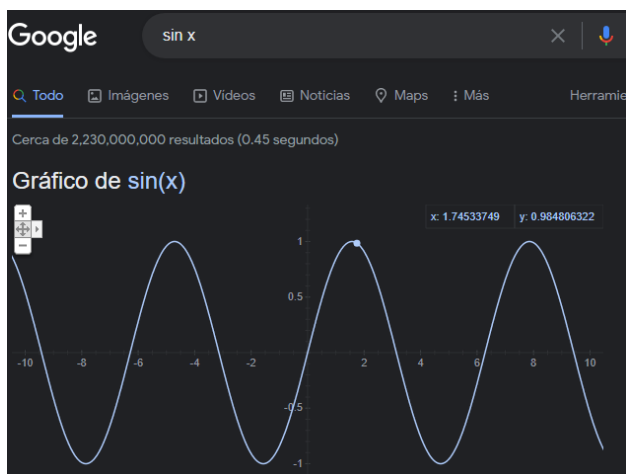 Google sin x
Todo Imágenes Vídeos Noticias Maps Más Herramie
Cerca de 2,230,000,000 resultados (0.45 segundos)
Gráfico de sin(x)
x: 1.74533749 y: 0.984806322
1
0.5
-10 -8 -6 -4 -2 2 4 6 8 10
-0.5
-1